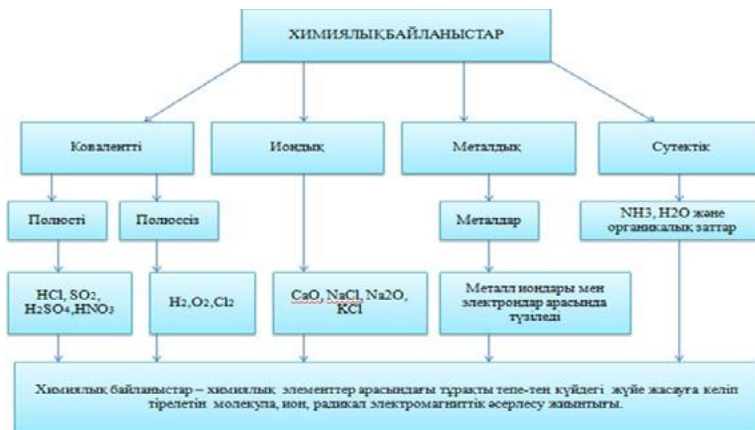 ХИМИЯЛЫҚ БАЙЛАНЫСТАР
Ковалентті
Иондық
Металдық
Сутектік
Полюсті
Полюссіз
Металдар
NH3, H2O және
органикалық заттар
HCl, SO2,
H2SO4,HNO3
H2,O2,Cl2
CaO, NaCl, Na2O,
KCl
Металл иондары мен
электрондар арасында
түзіледі
Химиялық байланыстар – химиялық элементтер арасындағы тұрақты тепе-тең күйдегі жүйе жасауға келіп
тірелетін молекула, ион, радикал электромагниттік әсерлесу жиынтығы.